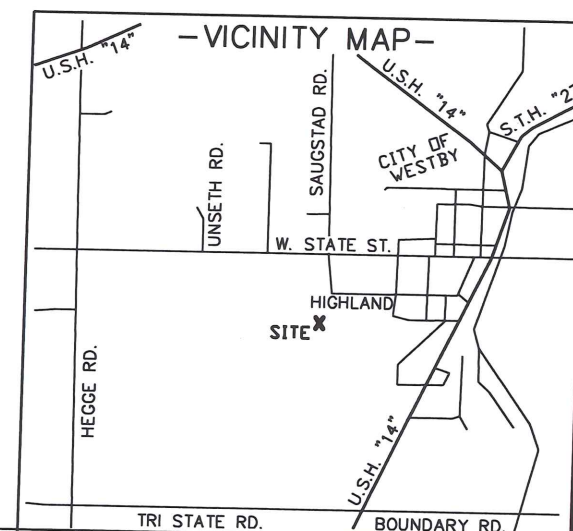 -VICINITY MAP-
U.S.H. "14"
U.S.H. "14"
S.T.H. "27
SAUGSTAD RD.
UNSETH RD.
CITY OF
WESTBY
W. STATE ST.
HIGHLAND
SITE X
HEGGE RD.
U.S.H. "14"
TRI STATE RD.
BOUNDARY RD.